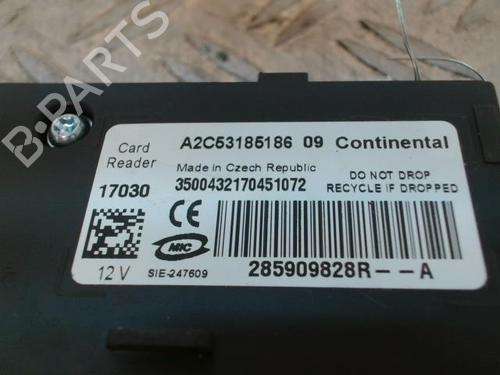 B-PARTS
Card Reader
A2C53185186 09 Continental
Made in Czech Republic
17030
3500432170451072
DO NOT DROP
RECYCLE IF DROPPED
CE
MIC
12 V
SIE-247609
285909828R--A